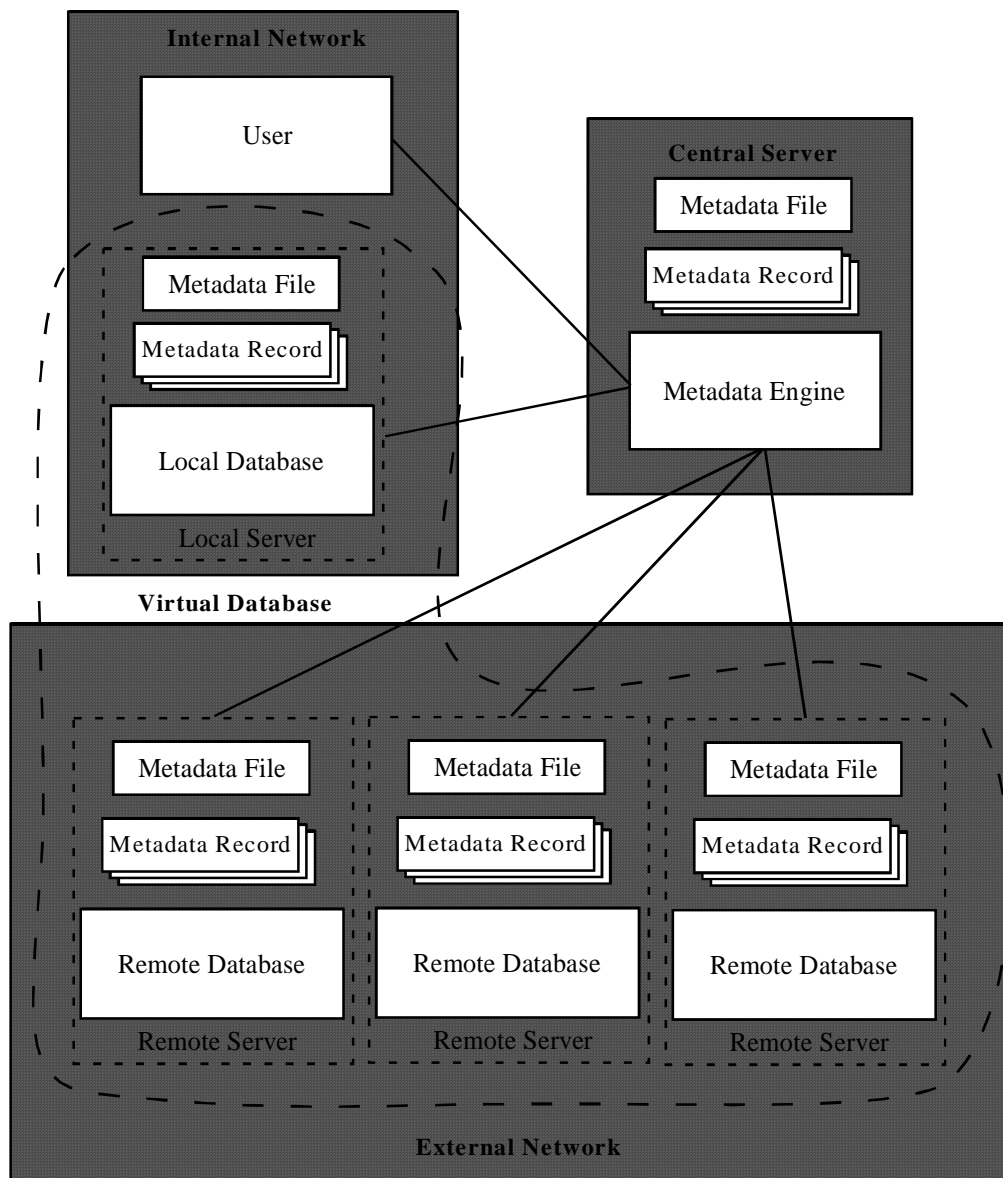 Internal Network
User
Metadata File
Metadata Record
Local Database
Local Server
Central Server
Metadata File
Metadata Record
Metadata Engine
Virtual Database
Metadata File
Metadata Record
Remote Database
Remote Server
Metadata File
Metadata Record
Remote Database
Remote Server
Metadata File
Metadata Record
Remote Database
Remote Server
External Network